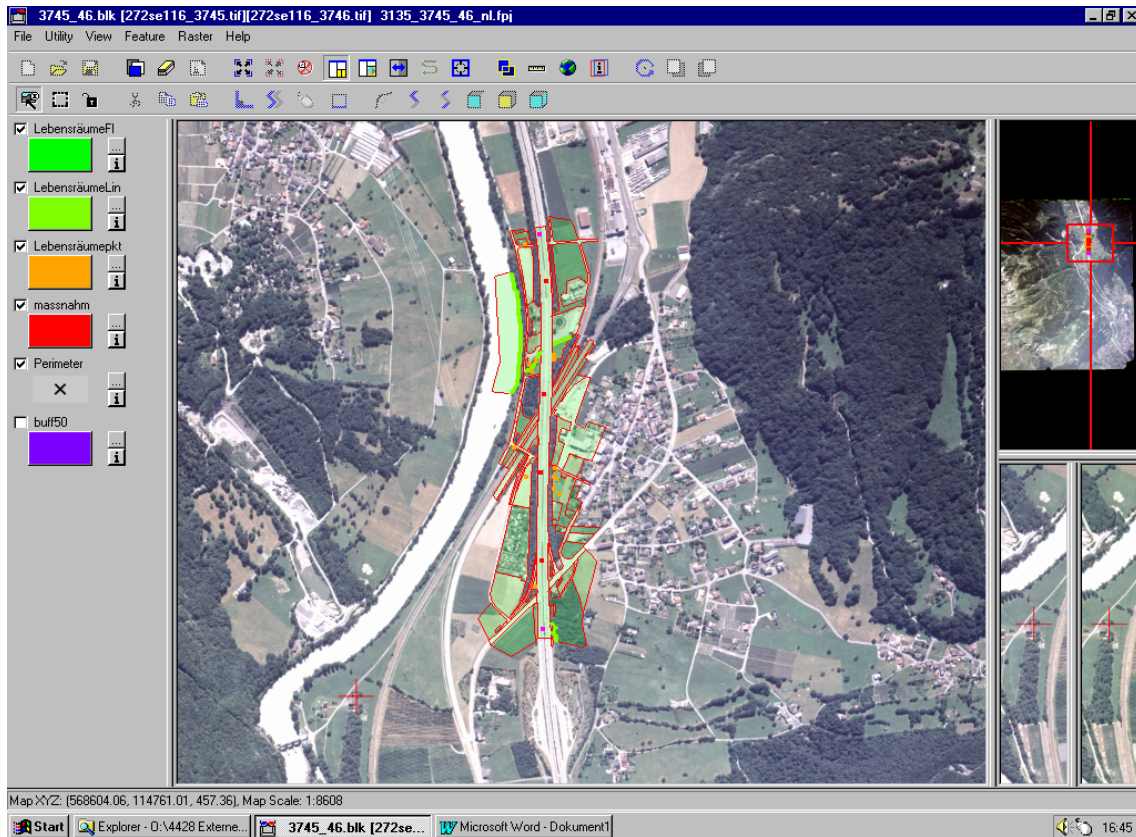 3745_46.blk [272se116_3745.tif][272se116_3746.tif] 3135_3745_46_nl.fpj
File Utility View Feature Raster Help
LebensräumeFl
...
i
LebensräumeLin
...
i
Lebensräumepkt
...
i
massnahm
...
i
Perimeter
...
i
buff50
...
i
Map XYZ: (568604.06, 114761.01, 457.36), Map Scale: 1:8608
Start
Explorer - O:\4428 Externe...
3745_46.blk [272se...
Microsoft Word - Dokument1
16:45